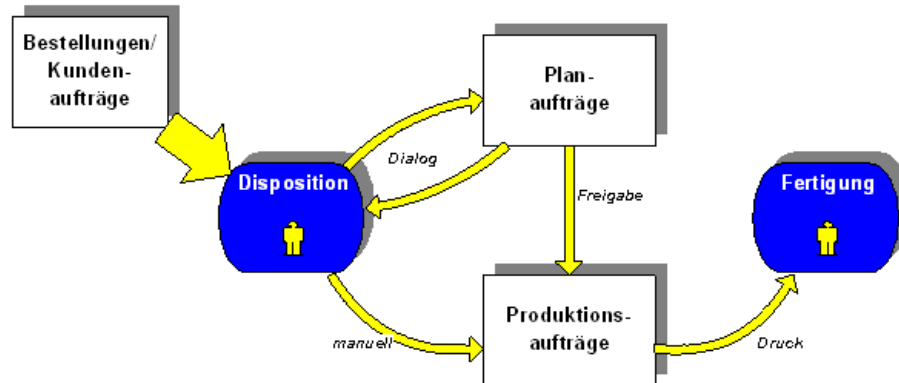 Bestellungen/
Kunden-
aufträge
Plan-
aufträge
Dialog
Disposition
Freigabe
Fertigung
manuell
Produktions-
aufträge
Druck